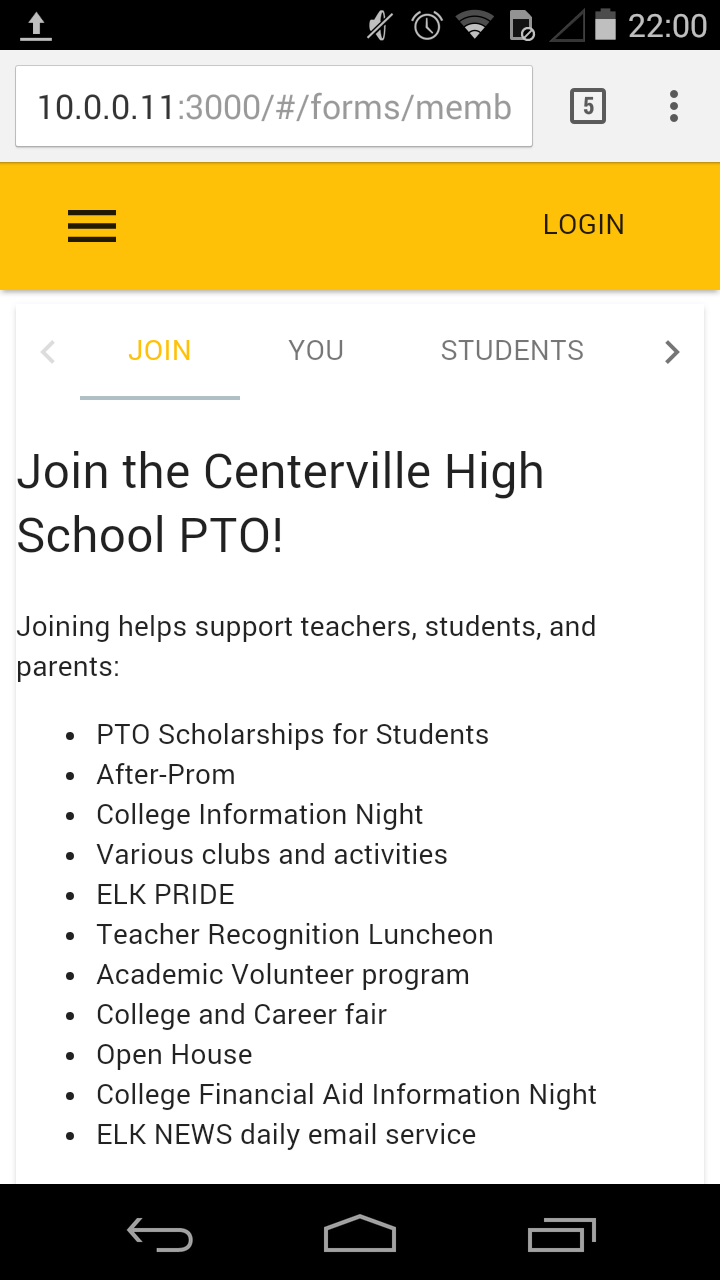 22:00
10.0.0.11:3000/#/forms/memb
5
LOGIN
JOIN YOU STUDENTS
Join the Centerville High
School PTO!
Joining helps support teachers, students, and
parents:
• PTO Scholarships for Students
• After-Prom
• College Information Night
• Various clubs and activities
• ELK PRIDE
• Teacher Recognition Luncheon
• Academic Volunteer program
• College and Career fair
• Open House
• College Financial Aid Information Night
• ELK NEWS daily email service